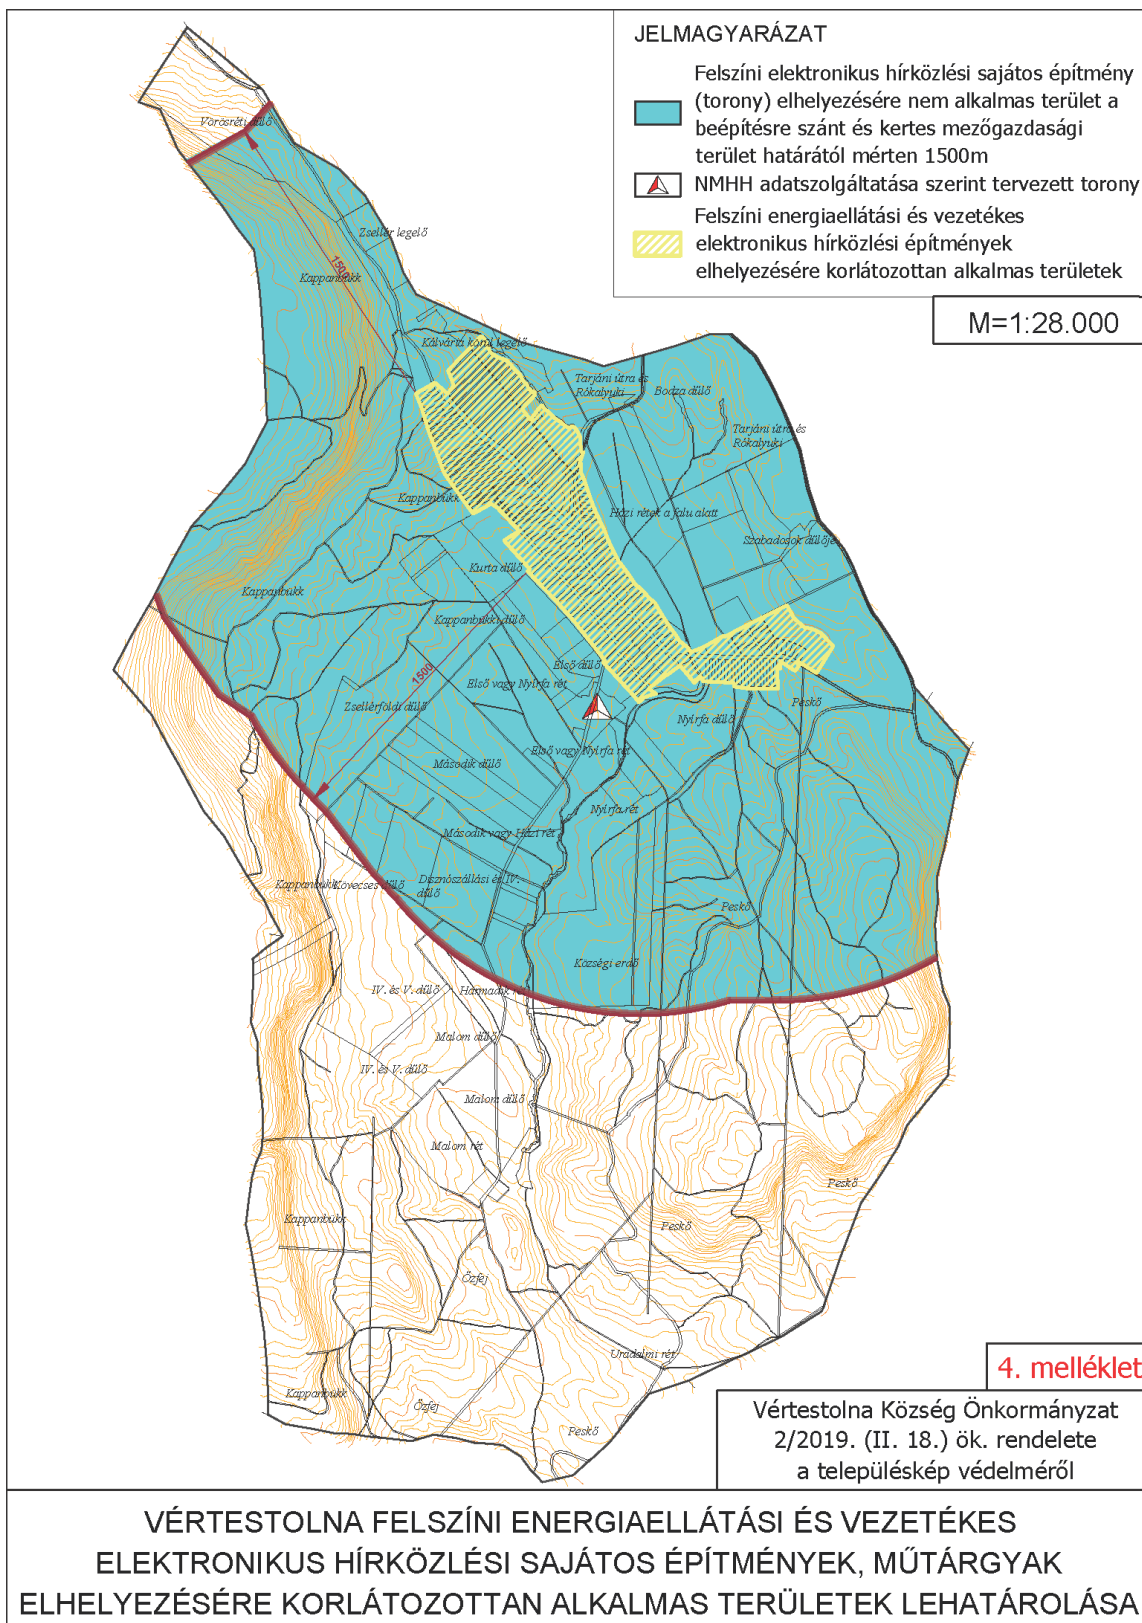 JELMAGYARÁZAT
Felszíni elektronikus hírközlési sajátos építmény
(torony) elhelyezésére nem alkalmas terület a
beépítésre szánt és kertes mezőgazdasági
terület határától mérten 1500m
NMHH adatszolgáltatása szerint tervezett torony
Felszíni energiaellátási és vezetékes
elektronikus hírközlési építmények
elhelyezésére korlátozottan alkalmas területek
M=1:28.000
Vörösréti dűlő
Zsellér legelő
1500
Kappanbükk
Kálvária körül legelő
Tarjáni útra és
Rókalyuki
Bodza dűlő
Tarjáni útra és
Rókalyuki
Kappanbükk
Házi rétek a falu alatt
Szabadosok dűlője
Kurta dűlő
Kappanbükk
Kappanbükki dűlő
Első dűlő
1500
Első vagy Nyírfa rét
Zsellérföldi dűlő
Peskő
Nyírfa dűlő
Első vagy Nyírfa rét
Második dűlő
Nyírfa rét
Második vagy Házi rét
Kappanbükk
Kövecses dűlő
Disznószállási és IV.
dűlő
Peskő
Községi erdő
IV. és V. dűlő
Harmadik rét
Malom dűlő
IV. és V. dűlő
Malom dűlő
Malom rét
Peskő
Kappanbükk
Peskő
Őzfej
Uradalmi rét
Kappanbükk
Őzfej
Peskő
4. melléklet
Vértestolna Község Önkormányzat
2/2019. (II. 18.) ök. rendelete
a településkép védelméről
VÉRTESTOLNA FELSZÍNI ENERGIAELLÁTÁSI ÉS VEZETÉKES
ELEKTRONIKUS HÍRKÖZLÉSI SAJÁTOS ÉPÍTMÉNYEK, MŰTÁRGYAK
ELHELYEZÉSÉRE KORLÁTOZOTTAN ALKALMAS TERÜLETEK LEHATÁROLÁSA